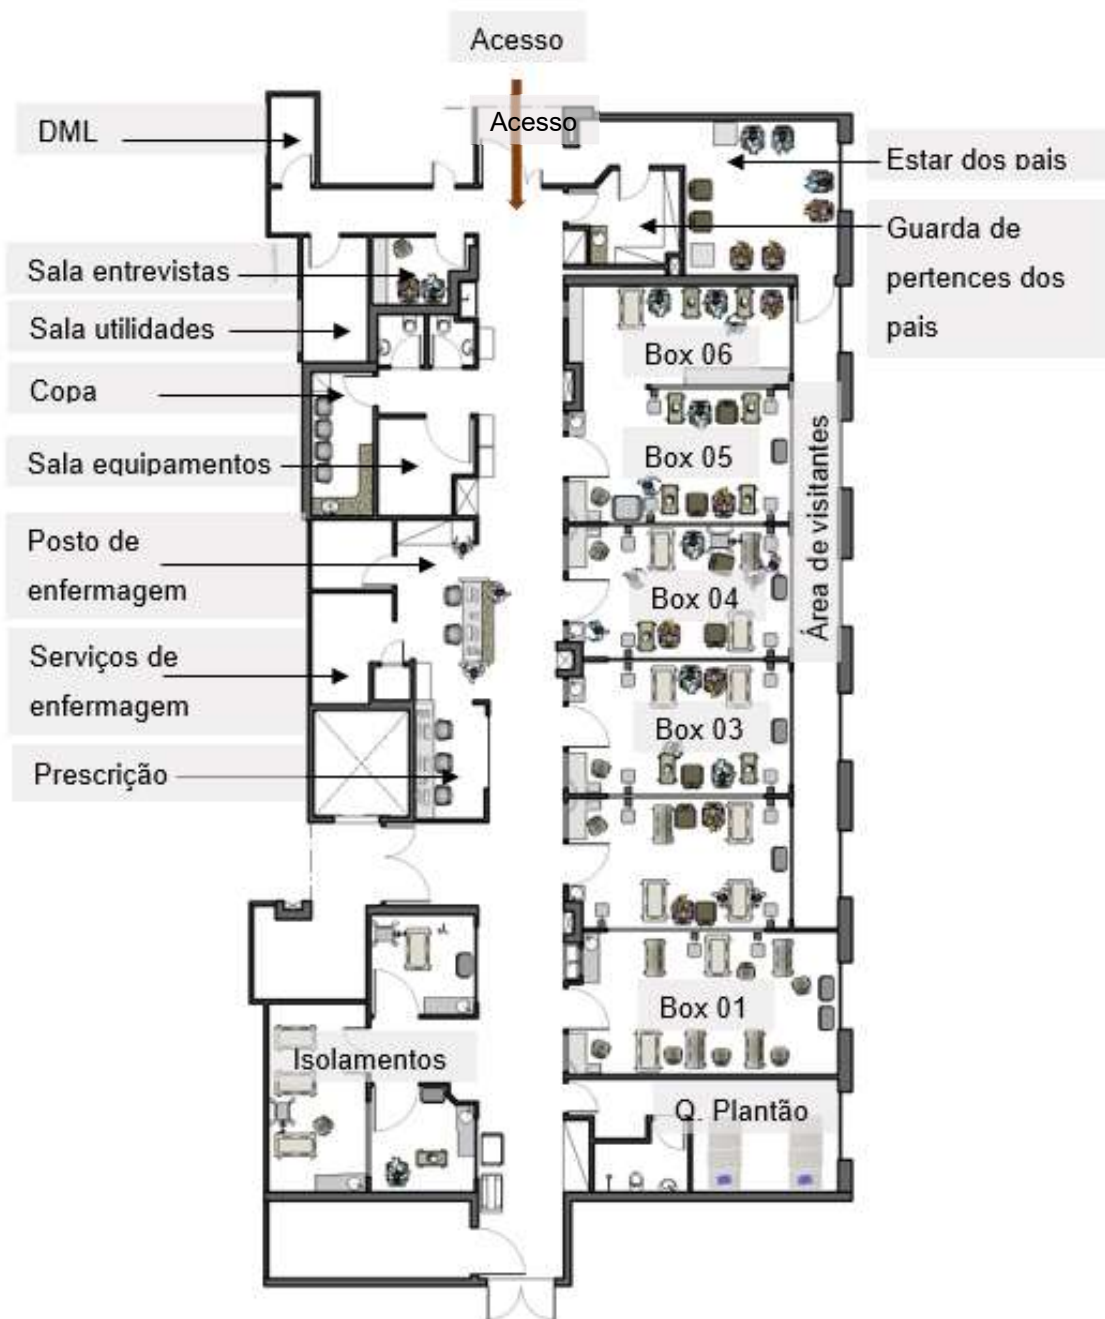 Acesso
Acesso
DML
Estar dos pais
Guarda de
pertences dos
pais
Sala entrevistas
Sala utilidades
Copa
Sala equipamentos
Posto de
enfermagem
Serviços de
enfermagem
Prescrição
Box 06
Box 05
Box 04
Box 03
Box 01
Área de visitantes
Isolamentos
Q. Plantão